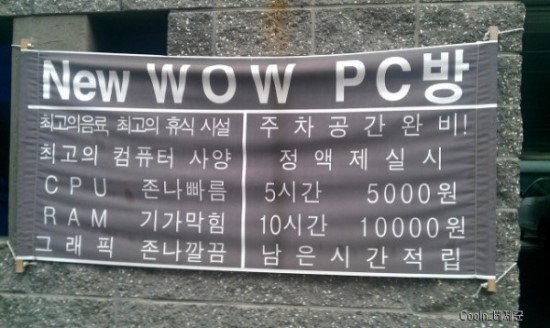 New WOW PC방
최고의음료, 최고의 휴식 시설
최고의 컴퓨터 사양
CPU 존나빠름
RAM 기가막힘
그래픽 존나깔끔
주차공간완비!
정액제실시
5시간 5000원
10시간 10000원
남은시간적립